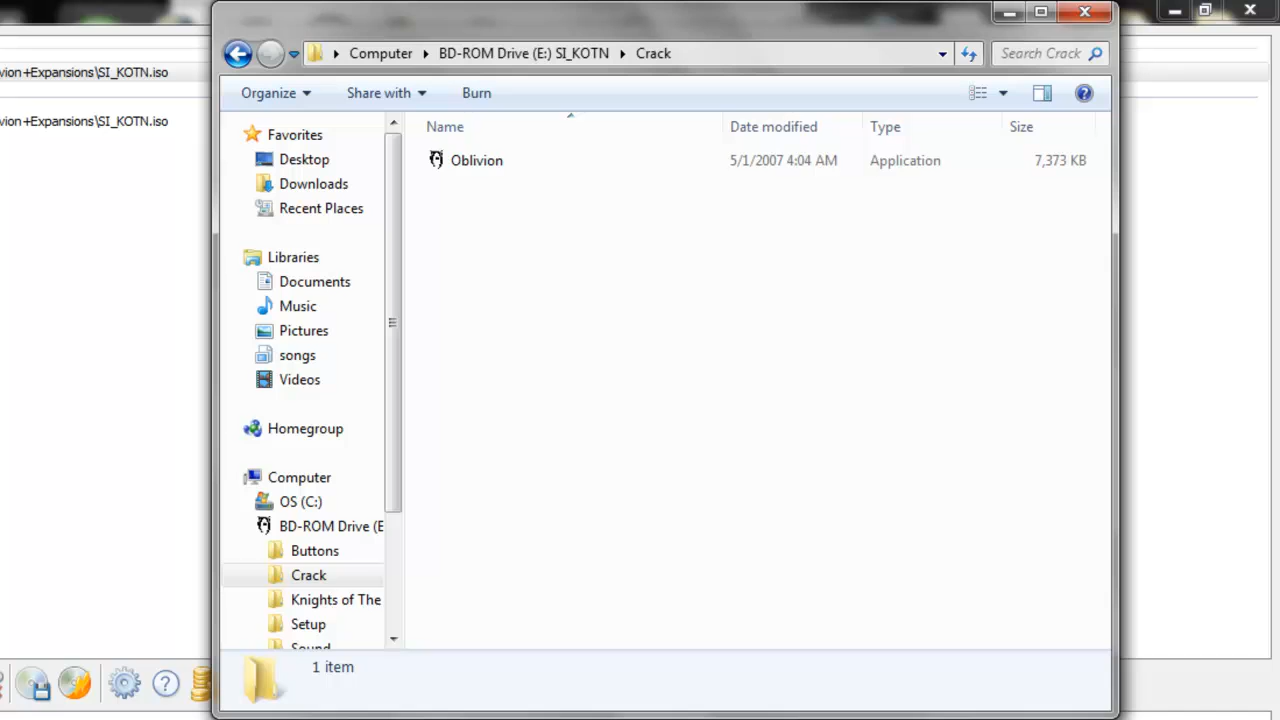 vion +Expansions\SI_KOTN.iso
vion +Expansions\SI_KOTN.iso
Computer BD-ROM Drive (E:) SI_KOTN Crack
Search Crack
Organize Share with Burn
Favorites
Desktop
Downloads
Recent Places
Libraries
Documents
Music
Pictures
songs
Videos
Homegroup
Computer
OS (C:)
BD-ROM Drive (E
Buttons
Crack
Knights of The
Setup
Sound
Name Date modified Type Size
Oblivion 5/1/2007 4:04 AM Application 7,373 KB
1 item